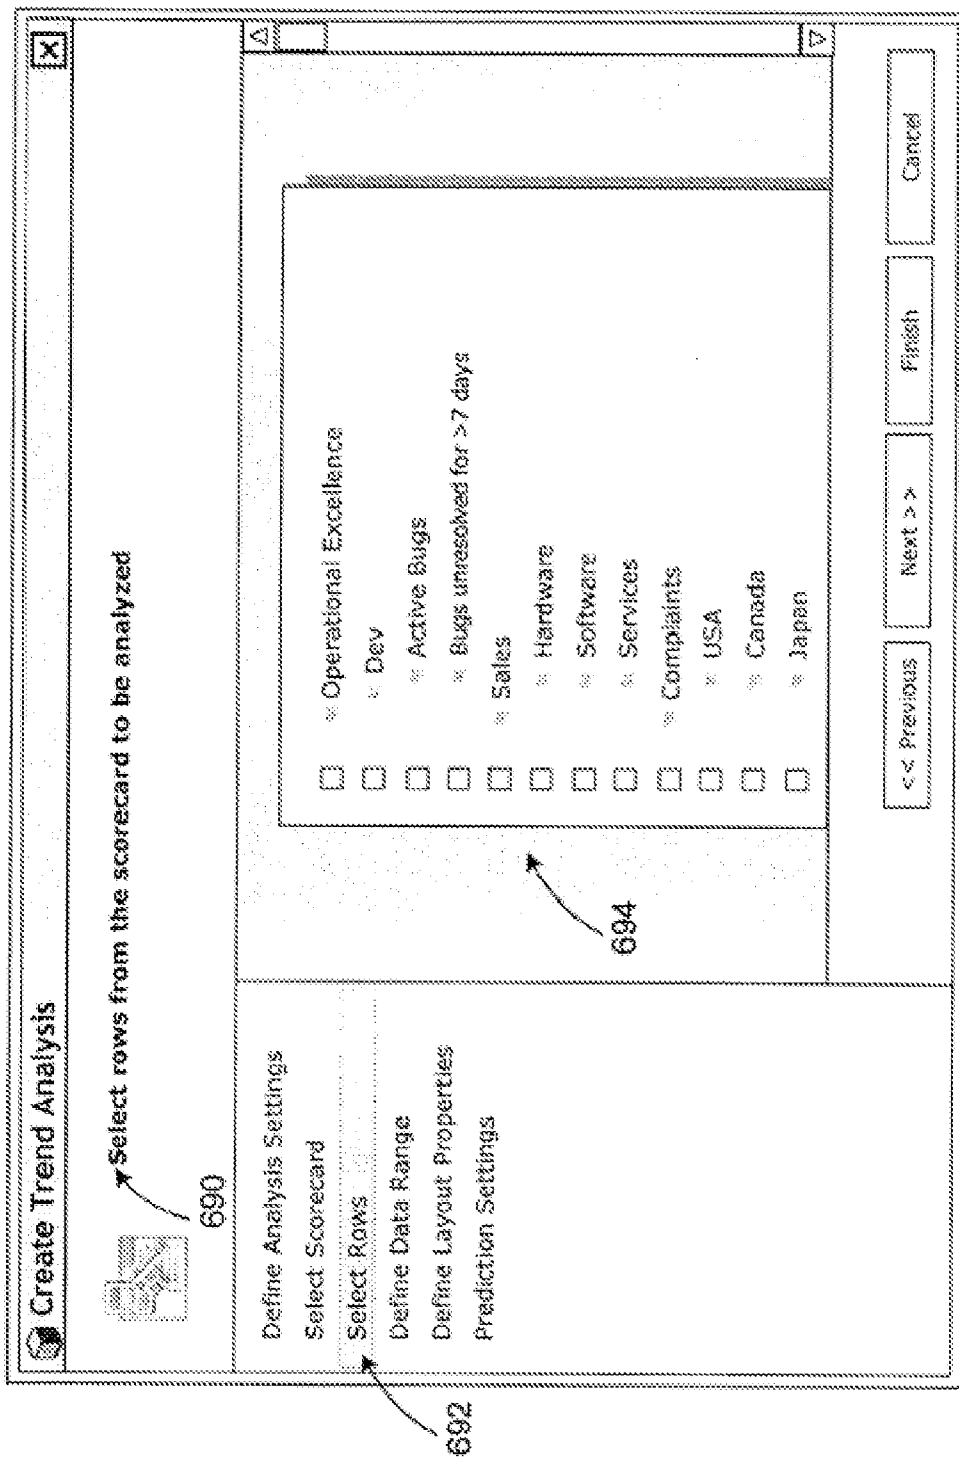 Create Trend Analysis
X
Select rows from the scorecard to be analyzed
690
Define Analysis Settings
Select Scorecard
Select Rows
Define Data Range
Define Layout Properties
Prediction Settings
692
Operational Excellence
Dev
Active Bugs
Bugs unresolved for >7 days
Sales
Hardware
Software
Services
Complaints
USA
Canada
Japan
694
<< Previous
Next >>
Finish
Cancel